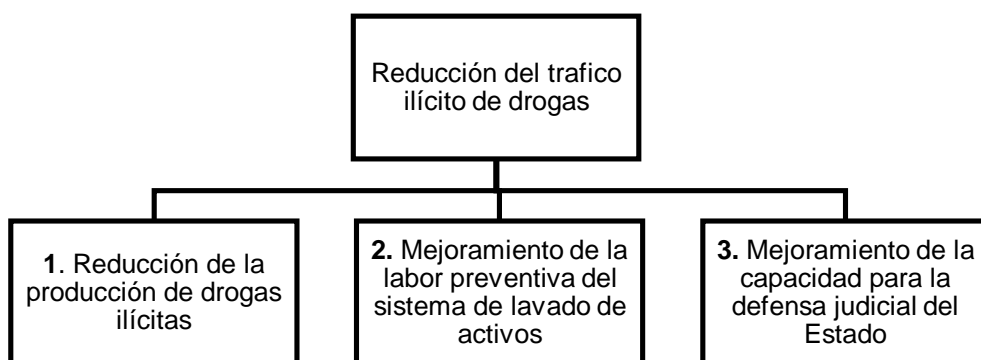 Reducción del trafico
ilícito de drogas
1. Reducción de la
producción de drogas
ilícitas
2. Mejoramiento de la
labor preventiva del
sistema de lavado de
activos
3. Mejoramiento de la
capacidad para la
defensa judicial del
Estado